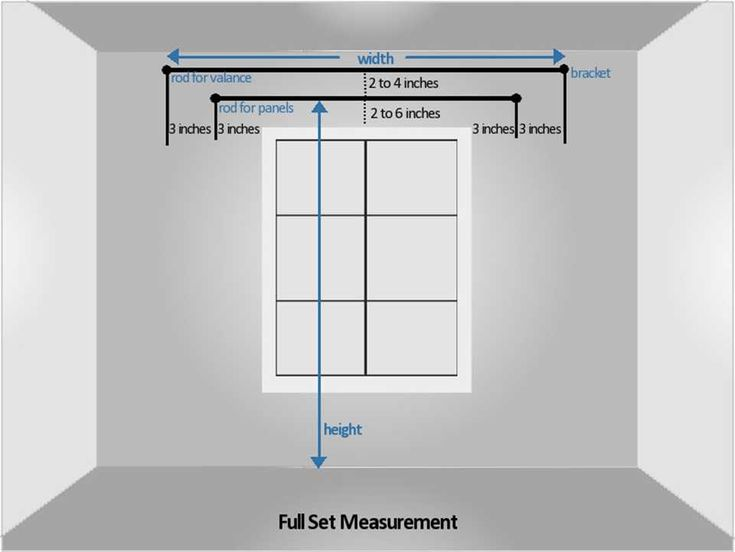 width
rod for valance
bracket
2 to 4 inches
rod for panels
2 to 6 inches
3 inches 3 inches
3 inches 3 inches
height
Full Set Measurement